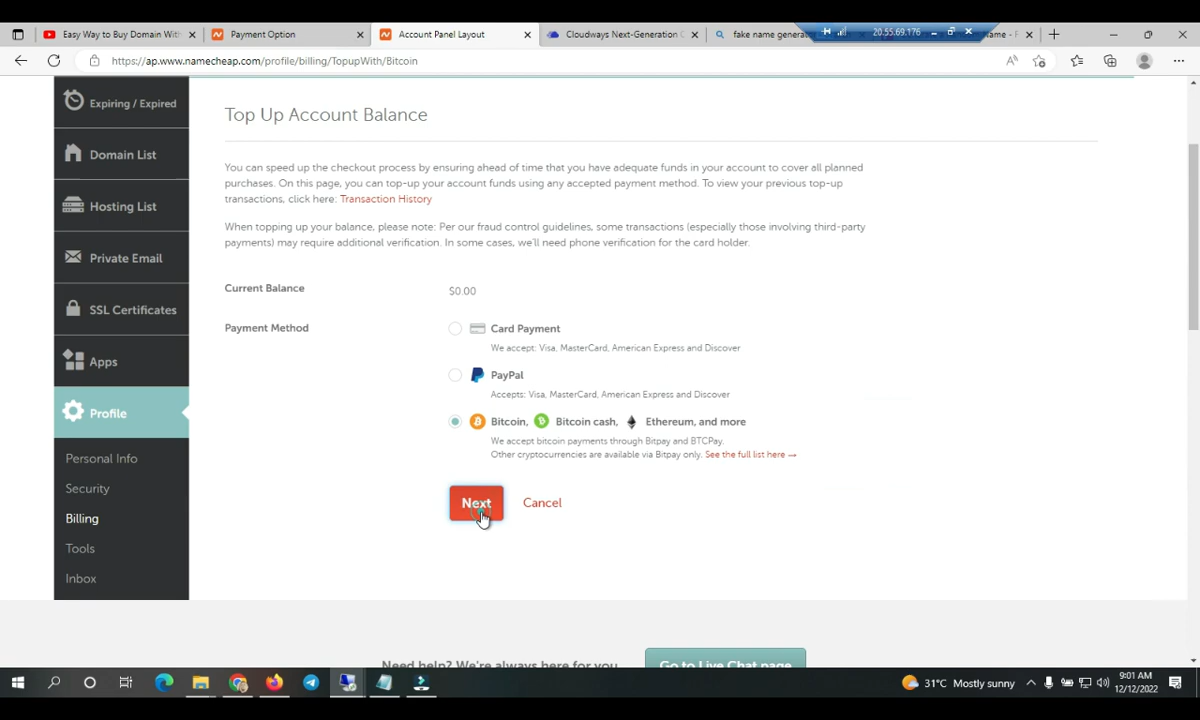 Easy Way to Buy Domain Wit
Payment Option
Account Panel Layout
Cloudways Next-Generation C
fake name genera
20.55.69.176
ame - F
https://ap.www.namecheap.com/profile/billing/TopupWith/Bitcoin
Expiring / Expired
Domain List
Hosting List
Private Email
SSL Certificates
Apps
Profile
Personal Info
Security
Billing
Tools
Inbox
Top Up Account Balance
You can speed up the checkout process by ensuring ahead of time that you have adequate funds in your account to cover all planned
purchases. On this page, you can top-up your account funds using any accepted payment method. To view your previous top-up
transactions, click here: Transaction History
When topping up your balance, please note: Per our fraud control guidelines, some transactions (especially those involving third-party
payments) may require additional verification. In some cases, we'll need phone verification for the card holder.
Current Balance
$0.00
Payment Method
Card Payment
We accept: Visa, MasterCard, American Express and Discover
PayPal
Accepts: Visa, MasterCard, American Express and Discover
Bitcoin, Bitcoin cash, Ethereum, and more
We accept bitcoin payments through Bitpay and BTCPay.
Other cryptocurrencies are available via Bitpay only. See the full list here →
Next
Cancel
Need help? We're always here for you.
Go to Live Chat page
31°C Mostly sunny
9:01 AM
12/12/2022